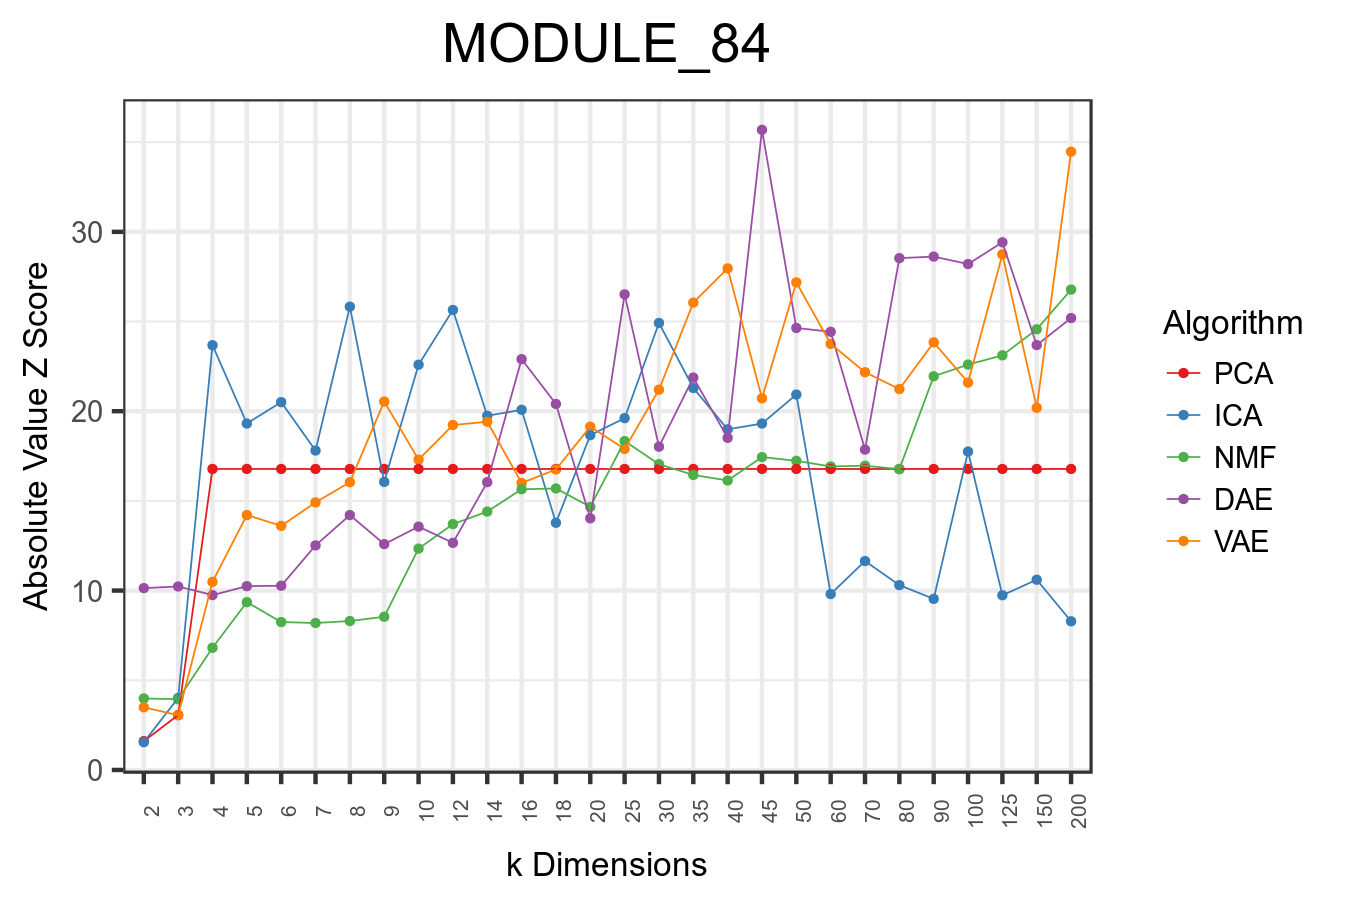 MODULE_84
Absolute Value Z Score
30
20
10
0
2 3 4 5 6 7 8 9 10 12 14 16 18 20 25 30 35 40 45 50 60 70 80 90 100 125 150 200
k Dimensions
Algorithm
PCA
ICA
NMF
DAE
VAE